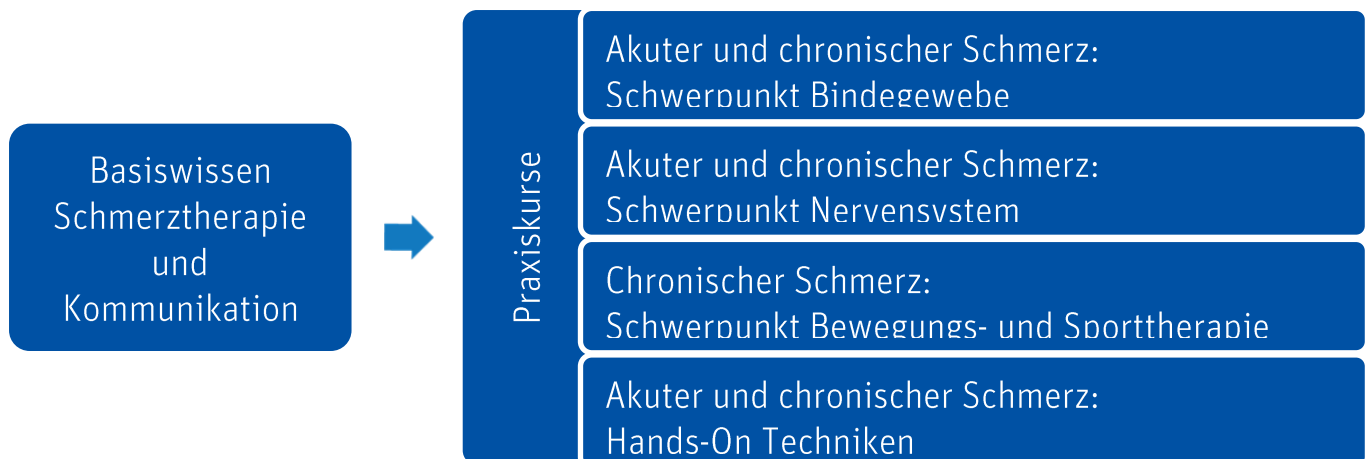 Basiswissen
Schmerztherapie
und
Kommunikation
Praxiskurse
Akuter und chronischer Schmerz:
Schwerpunkt Bindegewebe
Akuter und chronischer Schmerz:
Schwerpunkt Nervensystem
Chronischer Schmerz:
Schwerpunkt Bewegungs- und Sporttherapie
Akuter und chronischer Schmerz:
Hands-On Techniken